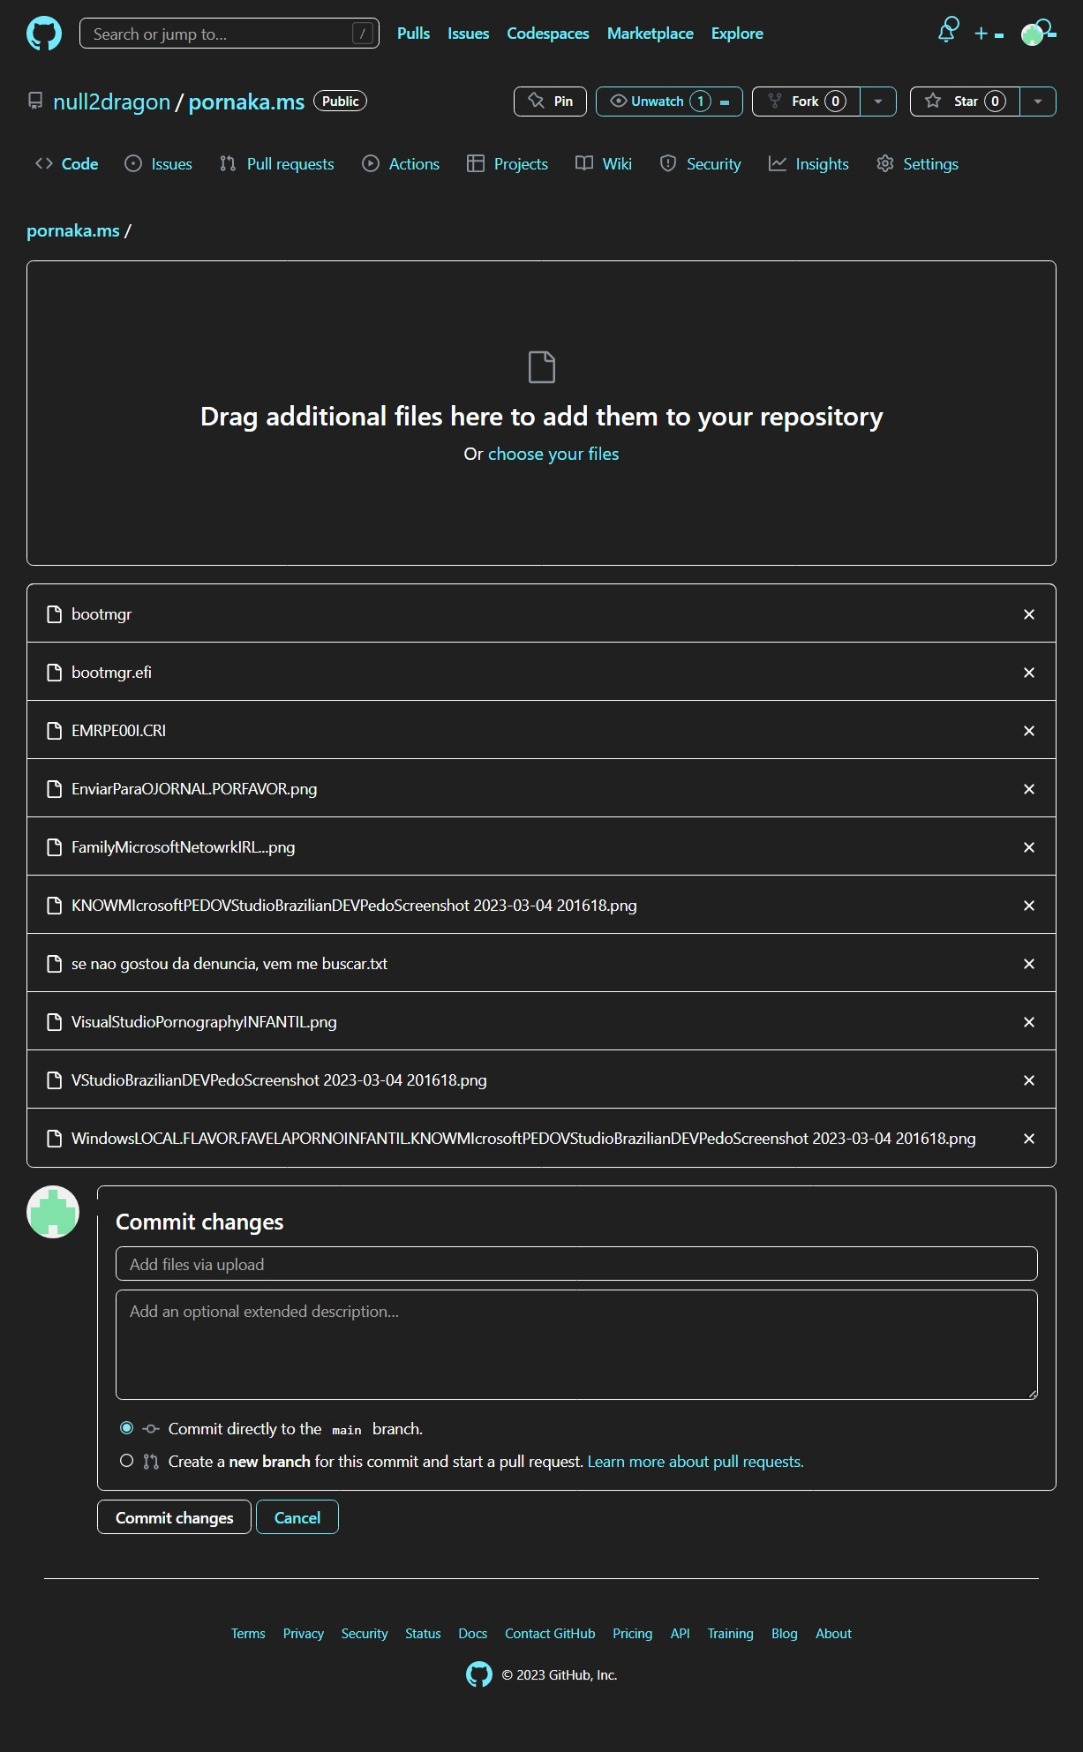 Search or jump to... /
Pulls Issues Codespaces Marketplace Explore
null2dragon / pornaka.ms Public
Pin Unwatch 1 Fork 0 Star 0
Code Issues Pull requests Actions Projects Wiki Security Insights Settings
pornaka.ms /
Drag additional files here to add them to your repository
Or choose your files
bootmgr
bootmgr.efi
EMRPE00I.CRI
EnviarParaOJORNAL.PORFAVOR.png
FamilyMicrosoftNetowrkIRL...png
KNOWMIcrosoftPEDOVStudioBrazilianDEVPedoScreenshot 2023-03-04 201618.png
se nao gostou da denuncia, vem me buscar.txt
VisualStudioPornographyINFANTIL.png
VStudioBrazilianDEVPedoScreenshot 2023-03-04 201618.png
WindowsLOCAL.FLAVOR.FAVELAPORNOINFANTIL.KNOWMIcrosoftPEDOVStudioBrazilianDEVPedoScreenshot 2023-03-04 201618.png
Commit changes
Add files via upload
Add an optional extended description...
Commit directly to the main branch.
Create a new branch for this commit and start a pull request. Learn more about pull requests.
Commit changes Cancel
Terms Privacy Security Status Docs Contact GitHub Pricing API Training Blog About
© 2023 GitHub, Inc.